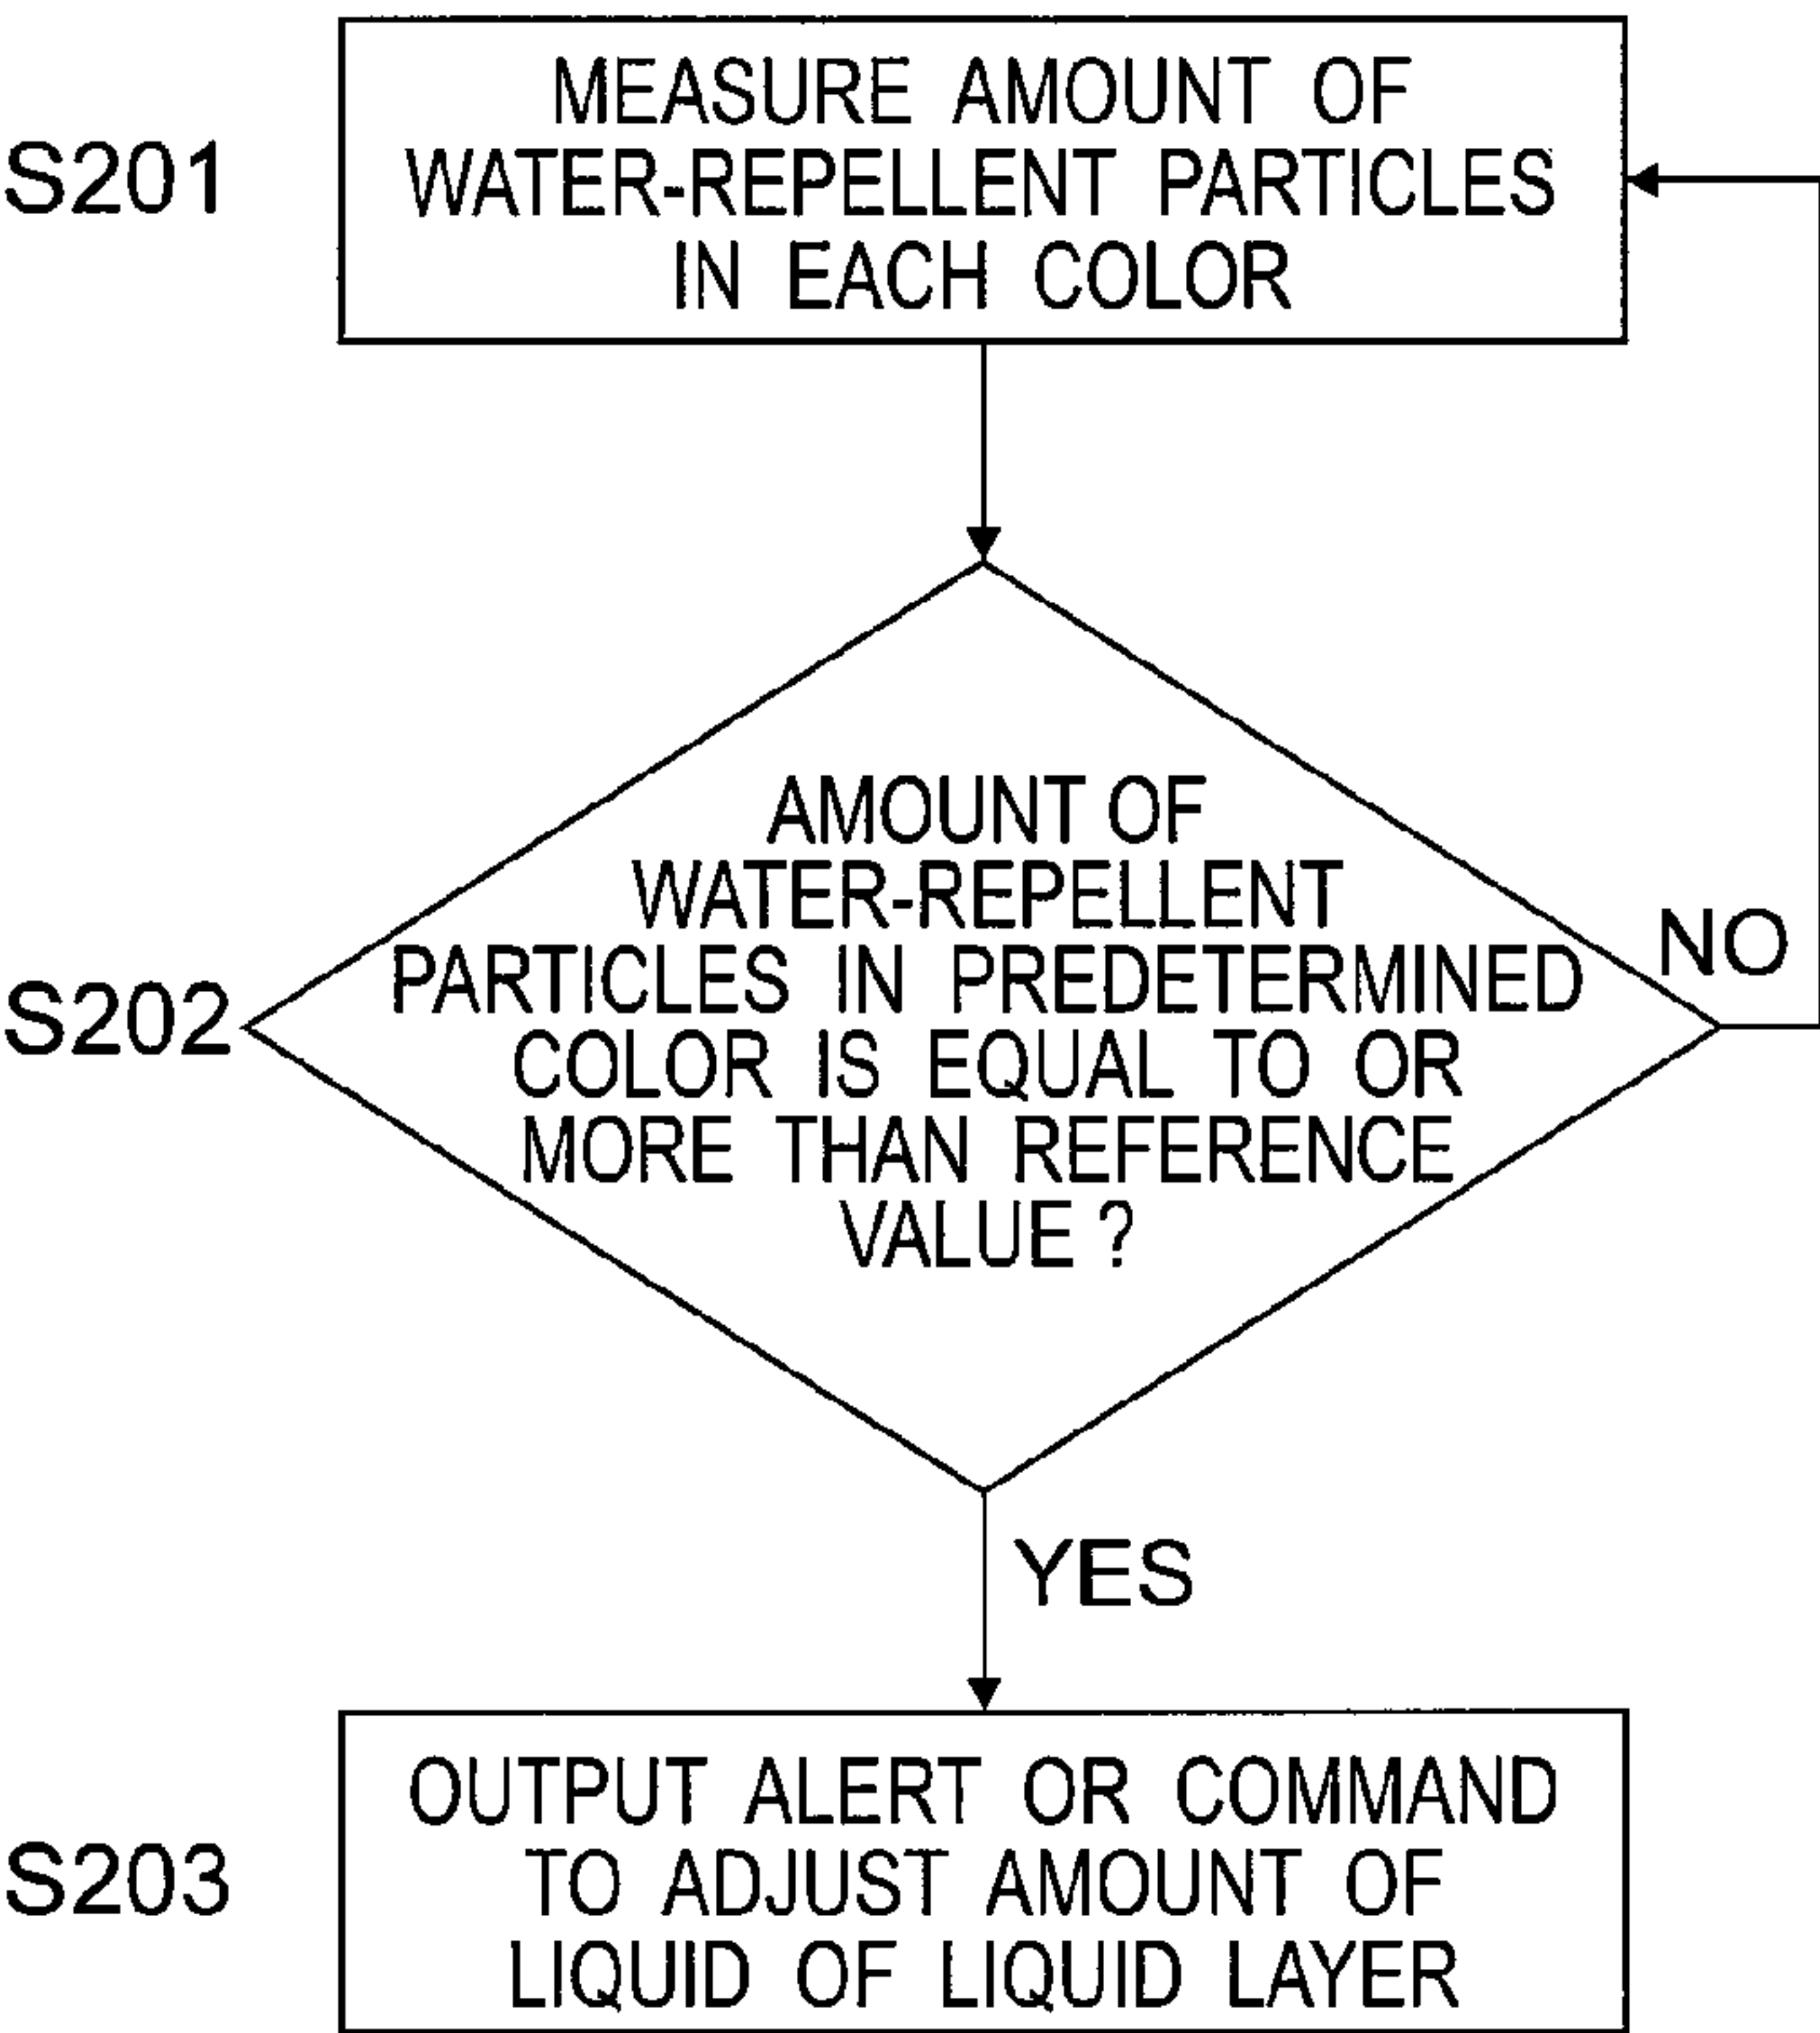 S201
MEASURE AMOUNT OF
WATER-REPELLENT PARTICLES
IN EACH COLOR
S202
AMOUNT OF
WATER-REPELLENT
PARTICLES IN PREDETERMINED
COLOR IS EQUAL TO OR
MORE THAN REFERENCE
VALUE ?
NO
YES
S203
OUTPUT ALERT OR COMMAND
TO ADJUST AMOUNT OF
LIQUID OF LIQUID LAYER